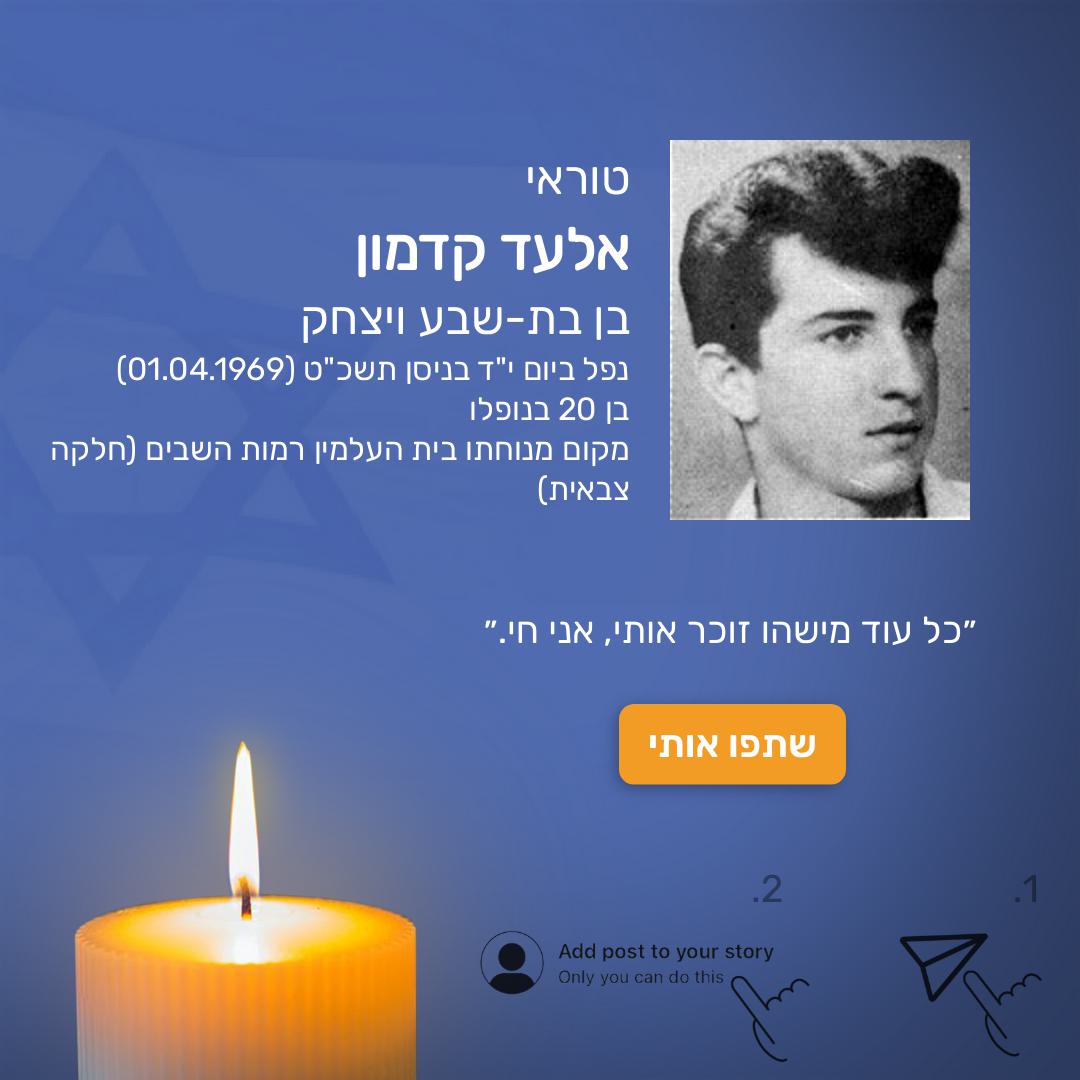 טוראי
אלעד קדמון
בן בת-שבע ויצחק
נפל ביום י"ד בניסן תשכ"ט (01.04.1969)
בן 20 בנופלו
מקום מנוחתו בית העלמין רמות השבים (חלקה
צבאית)
״כל עוד מישהו זוכר אותי, אני חי.״
שתפו אותי
.1
.2
Add post to your story
Only you can do this